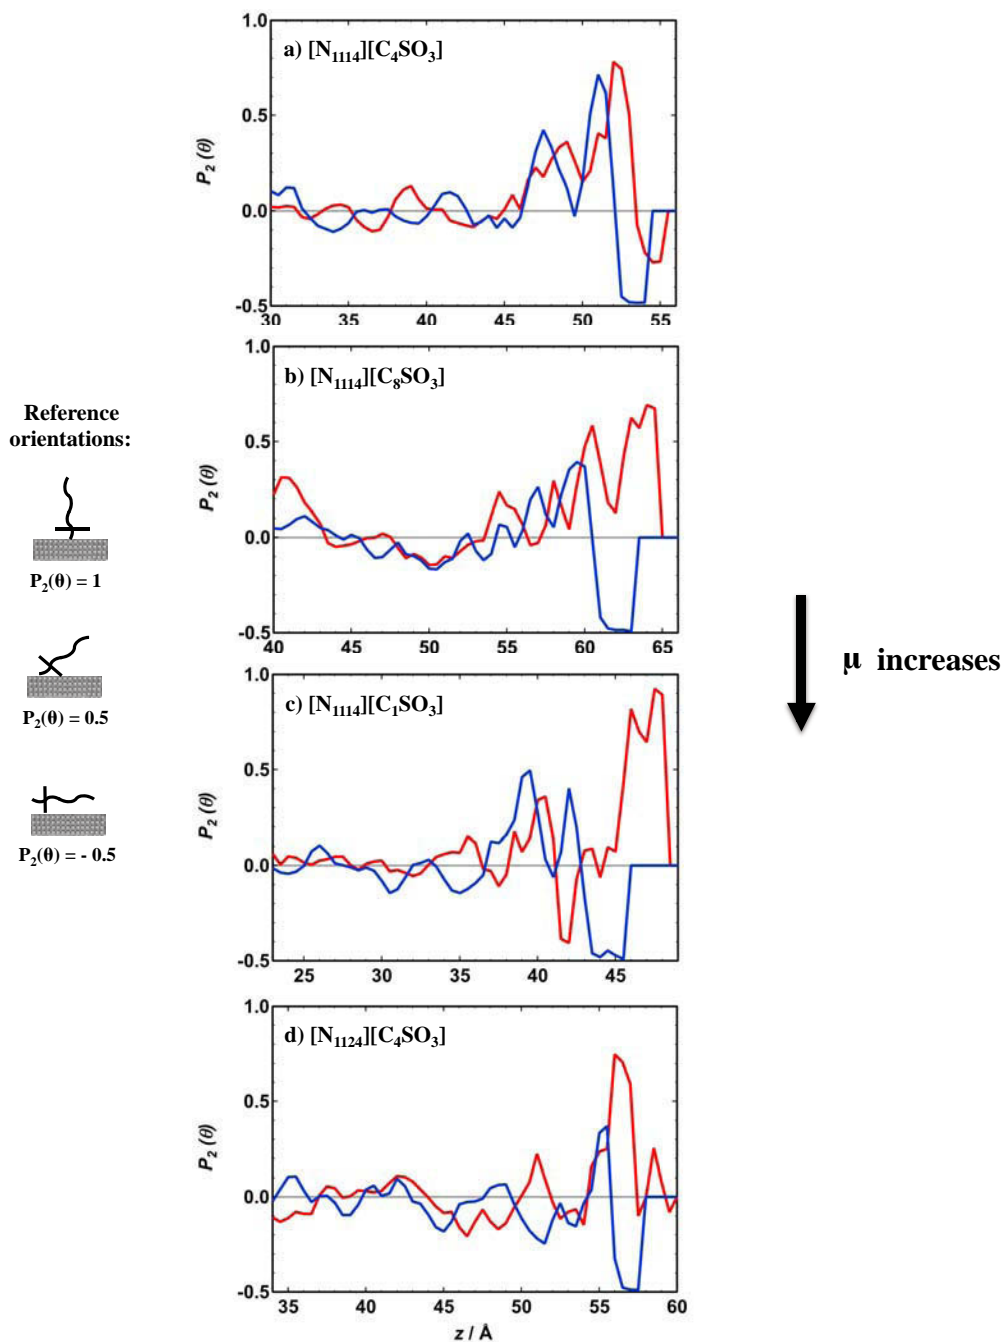 1.0
a) [N1114][C4SO3]
0.5
P2(θ)
0.0
-0.5
30 35 40 45 50 55
1.0
b) [N1114][C8SO3]
0.5
P2(θ)
0.0
-0.5
40 45 50 55 60 65
Reference
orientations:
P2(θ) = 1
P2(θ) = 0.5
P2(θ) = - 0.5
µ increases
1.0
c) [N1114][C1SO3]
0.5
P2(θ)
0.0
-0.5
25 30 35 40 45
1.0
d) [N1124][C4SO3]
0.5
P2(θ)
0.0
-0.5
35 40 45 50 55 60
z / Å